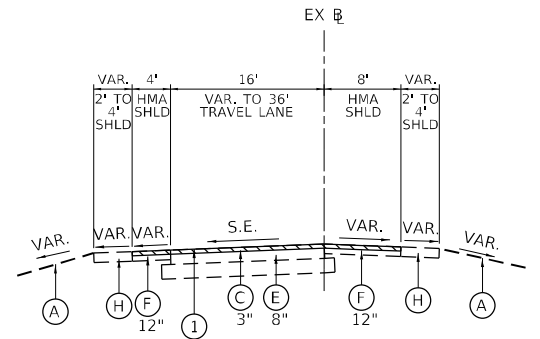 EX BL
VAR. 4' 16' 8' VAR.
2' TO 4' SHLD
HMA SHLD
VAR. TO 36' TRAVEL LANE
HMA SHLD
2' TO 4' SHLD
VAR. VAR. VAR. S.E. VAR. VAR. VAR.
A H F 1 C E F H A
12" 3" 8" 12"